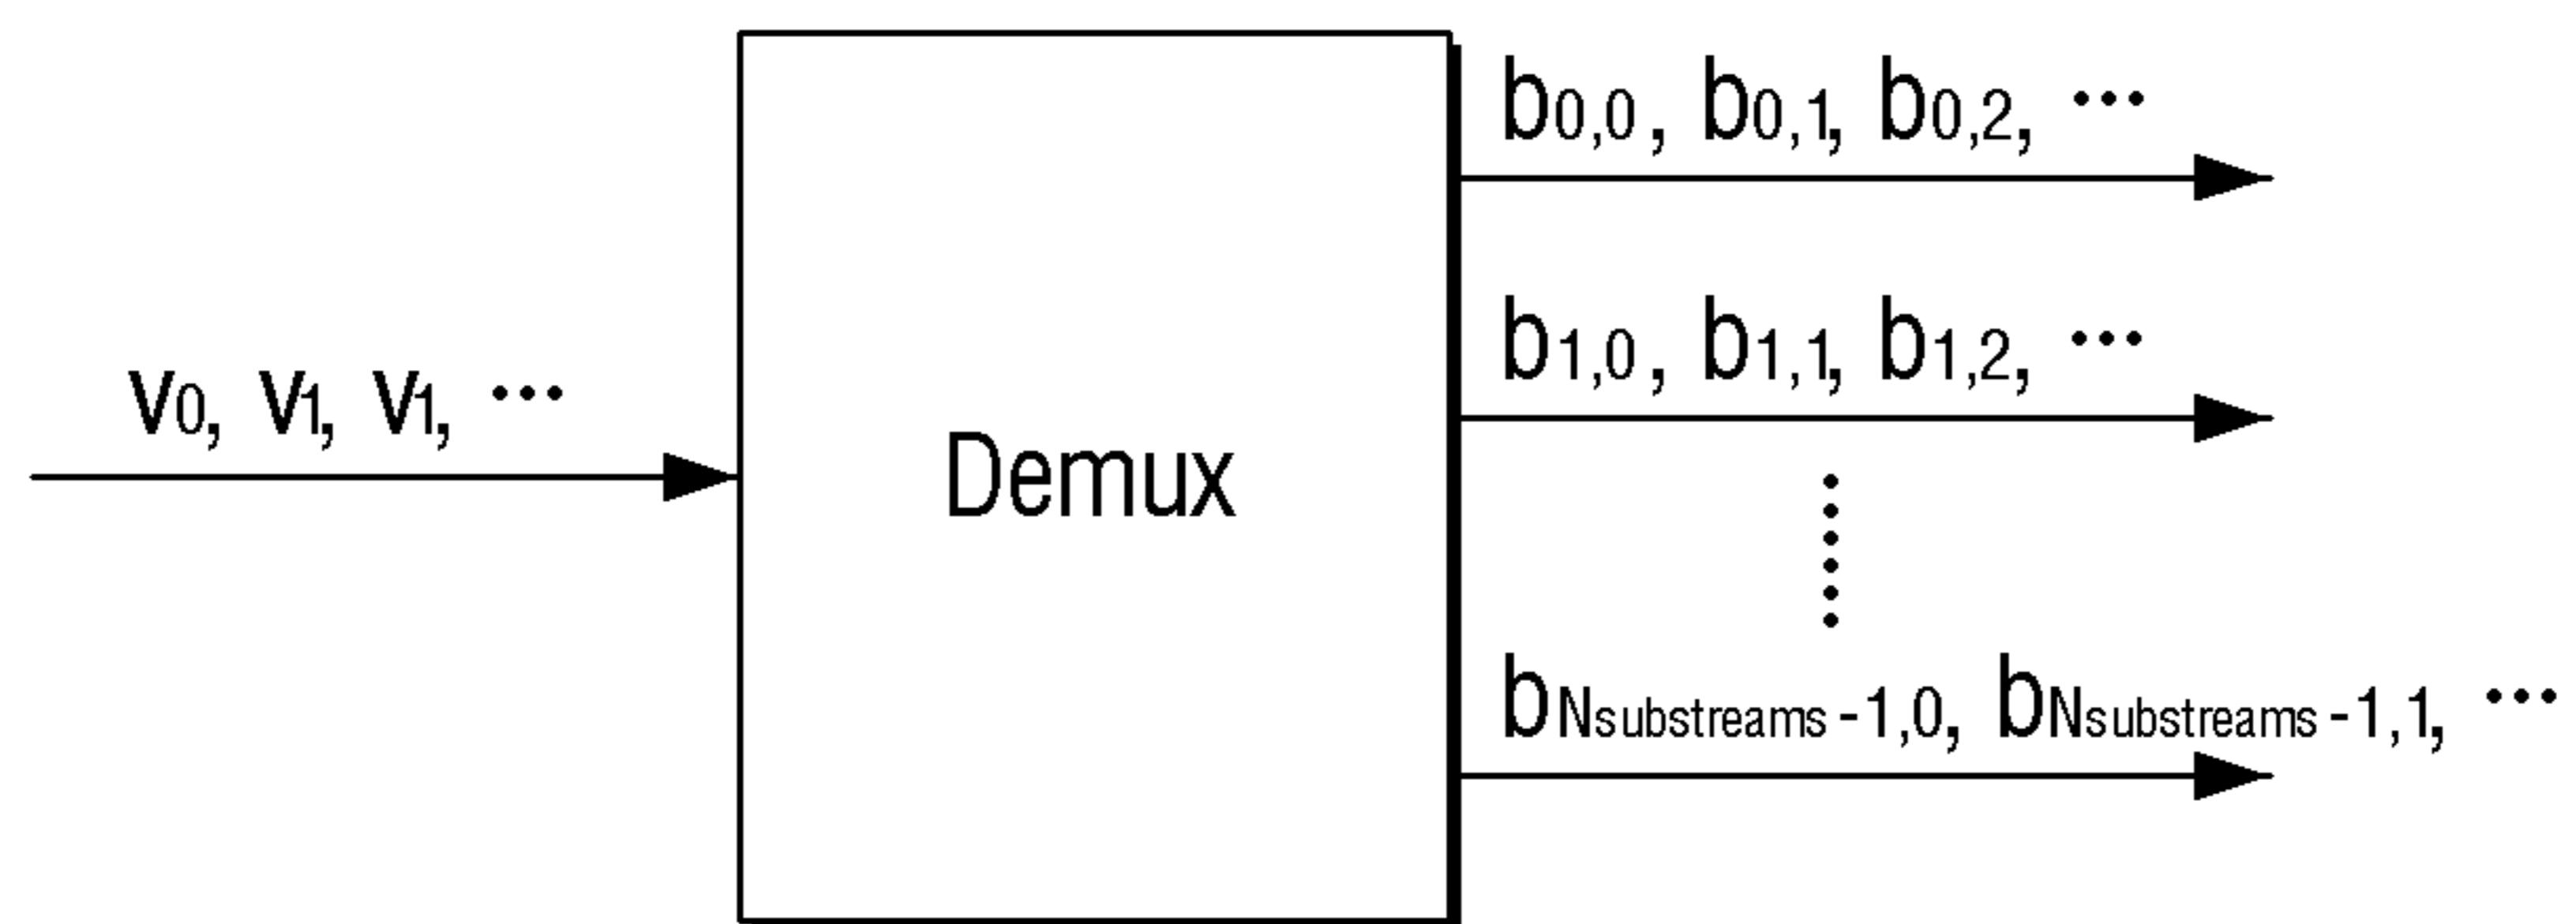 b0,0, b0,1, b0,2, ···
b1,0, b1,1, b1,2, ···
v0, v1, v1, ···
Demux
bNsubstreams-1,0, bNsubstreams-1,1, ···